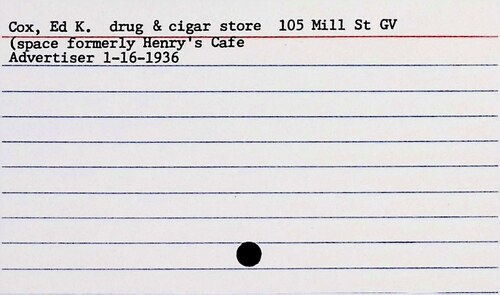 Cox, Ed K.  drug & cigar store  105 Mill St GV
(space formerly Henry's Cafe
Advertiser 1-16-1936